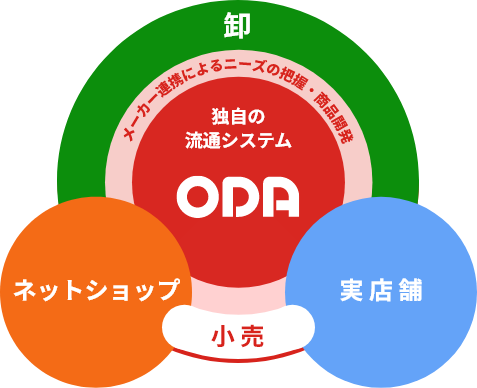 卸
メーカー連携によるニーズの把握・商品開発
独自の
流通システム
ODA
ネットショップ
実店舗
小売